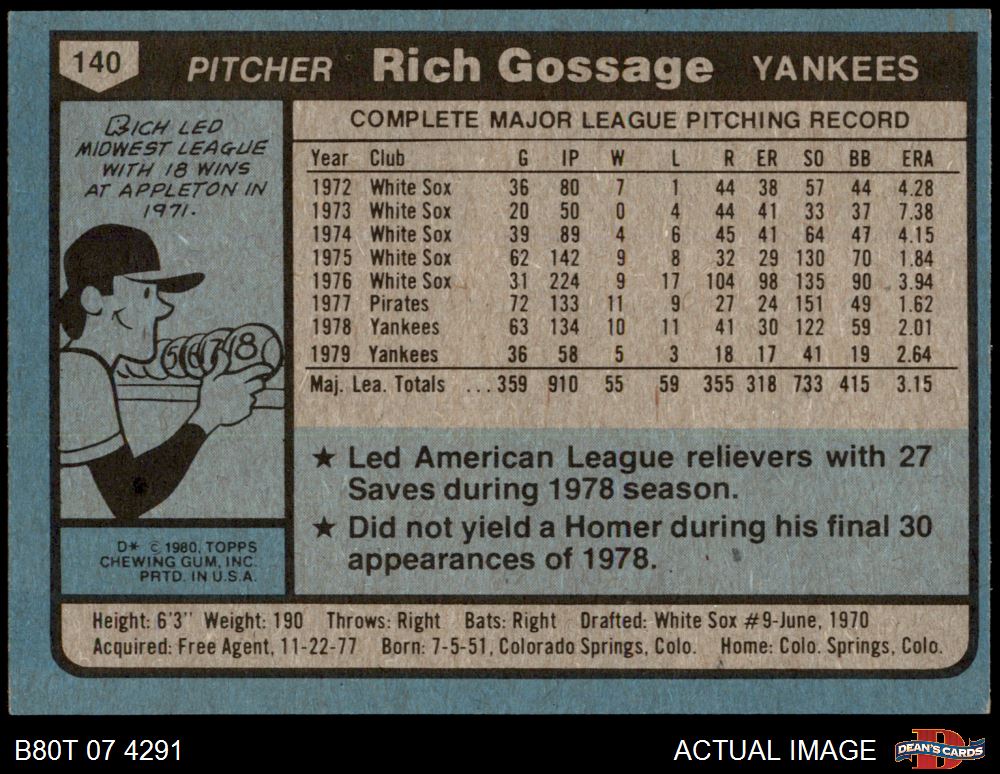 140 PITCHER Rich Gossage YANKEES
RICH LED
MIDWEST LEAGUE
WITH 18 WINS
AT APPLETON IN
1971.
18
D* © 1980, TOPPS
CHEWING GUM, INC.
PRTD. IN U.S.A.
COMPLETE MAJOR LEAGUE PITCHING RECORD
Year Club G IP W L R ER SO BB ERA
1972 White Sox 36 80 7 1 44 38 57 44 4.28
1973 White Sox 20 50 0 4 44 41 33 37 7.38
1974 White Sox 39 89 4 6 45 41 64 47 4.15
1975 White Sox 62 142 9 8 32 29 130 70 1.84
1976 White Sox 31 224 9 17 104 98 135 90 3.94
1977 Pirates 72 133 11 9 27 24 151 49 1.62
1978 Yankees 63 134 10 11 41 30 122 59 2.01
1979 Yankees 36 58 5 3 18 17 41 19 2.64
Maj. Lea. Totals ...359 910 55 59 355 318 733 415 3.15
★ Led American League relievers with 27
Saves during 1978 season.
★ Did not yield a Homer during his final 30
appearances of 1978.
Height: 6'3" Weight: 190 Throws: Right Bats: Right Drafted: White Sox #9-June, 1970
Acquired: Free Agent, 11-22-77 Born: 7-5-51, Colorado Springs, Colo. Home: Colo. Springs, Colo.
B80T 07 4291 ACTUAL IMAGE D DEAN'S CARDS